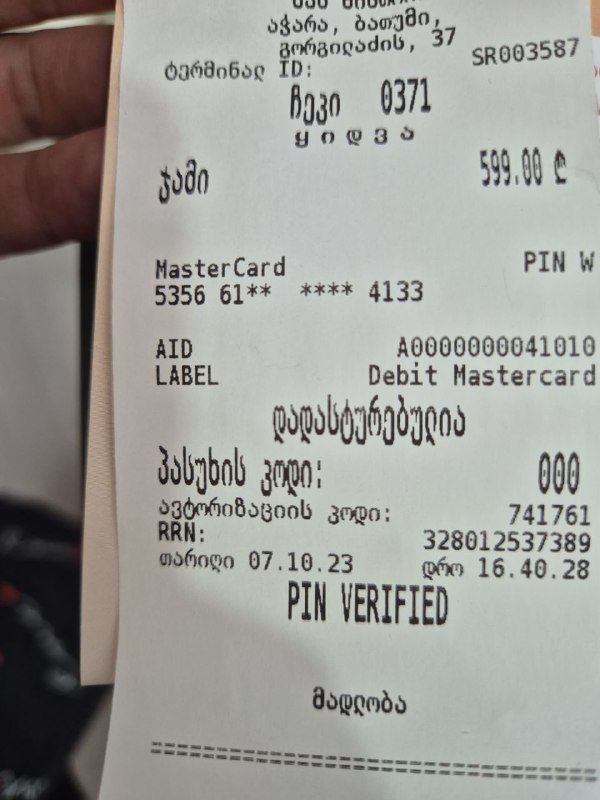 აჭარა, ბათუმი,
გორგილაძის, 37
ტერმინალ ID: SR003587
ჩეკი 0371
ყიდვა
ჯამი 599.00 ₾
MasterCard PIN W
5356 61** **** 4133
AID A0000000041010
LABEL Debit Mastercard
დადასტურებულია
პასუხის კოდი: 000
ავტორიზაციის კოდი: 741761
RRN: 328012537389
თარიღი 07.10.23 დრო 16.40.28
PIN VERIFIED
მადლობა